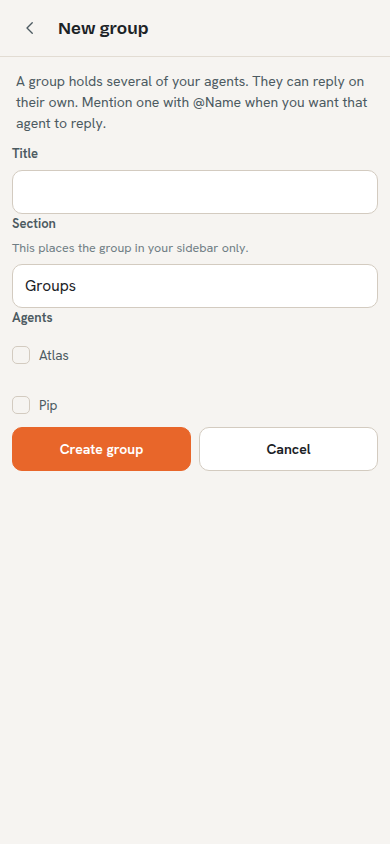 New group
A group holds several of your agents. They can reply on
their own. Mention one with @Name when you want that
agent to reply.
Title
Section
This places the group in your sidebar only.
Groups
Agents
Atlas
Pip
Create group
Cancel